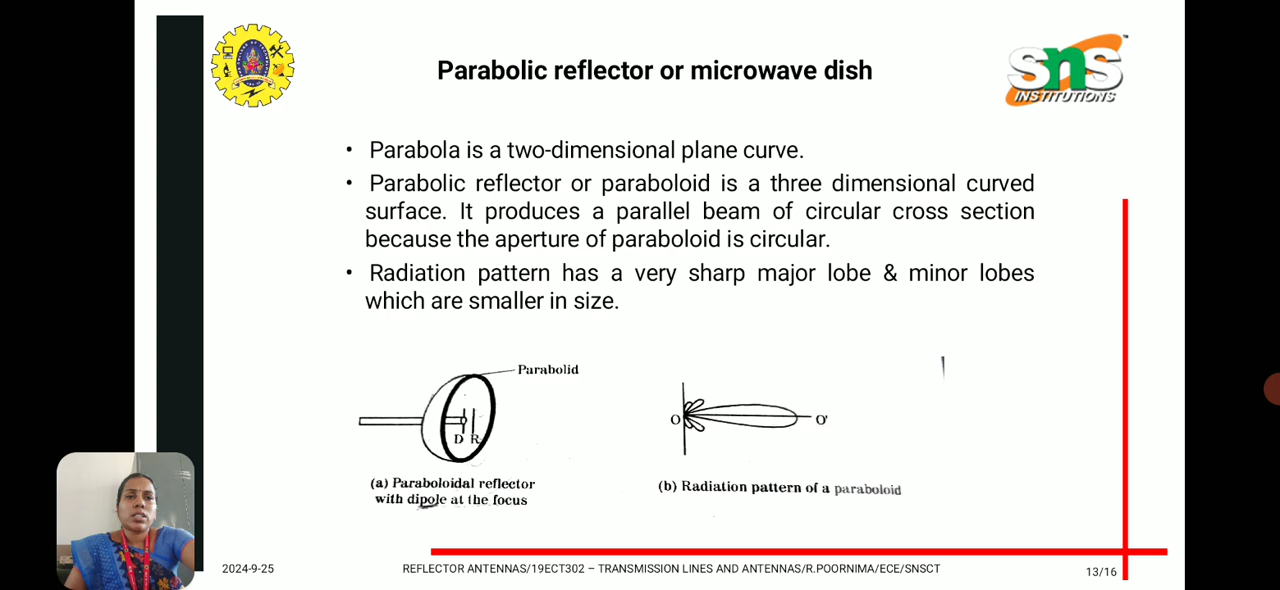 Parabolic reflector or microwave dish
SNS
INSTITUTIONS
• Parabola is a two-dimensional plane curve.
• Parabolic reflector or paraboloid is a three dimensional curved
surface. It produces a parallel beam of circular cross section
because the aperture of paraboloid is circular.
• Radiation pattern has a very sharp major lobe & minor lobes
which are smaller in size.
Parabolid
D R
(a) Paraboloidal reflector
with dipole at the focus
O O'
(b) Radiation pattern of a paraboloid
2024-9-25
REFLECTOR ANTENNAS/19ECT302 – TRANSMISSION LINES AND ANTENNAS/R.POORNIMA/ECE/SNSCT
13/16